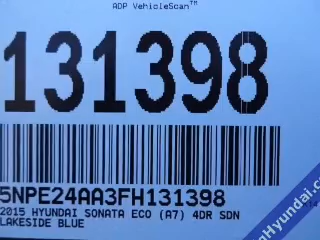 ADP VehicleScan™
131398
5NPE24AA3FH131398
2015 HYUNDAI SONATA ECO (A7) 4DR SDN
LAKESIDE BLUE